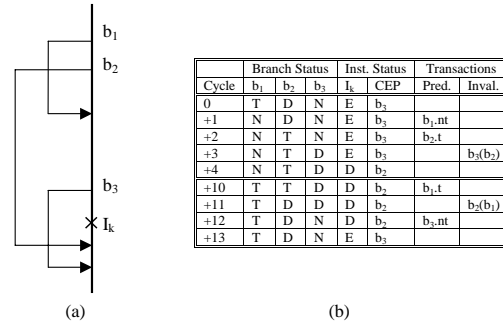 b1
b2
b3
Ik
(a)
Branch Status Inst. Status Transactions
Cycle b1 b2 b3 Ik CEP Pred. Inval.
0 T D N E b3
+1 N D N E b3 b1.nt
+2 N T N E b3 b2.t
+3 N T D E b3 b3(b2)
+4 N T D D b2
+10 T T D D b2 b1.t
+11 T D D D b2 b2(b1)
+12 T D N D b2 b3.nt
+13 T D N E b3
(b)